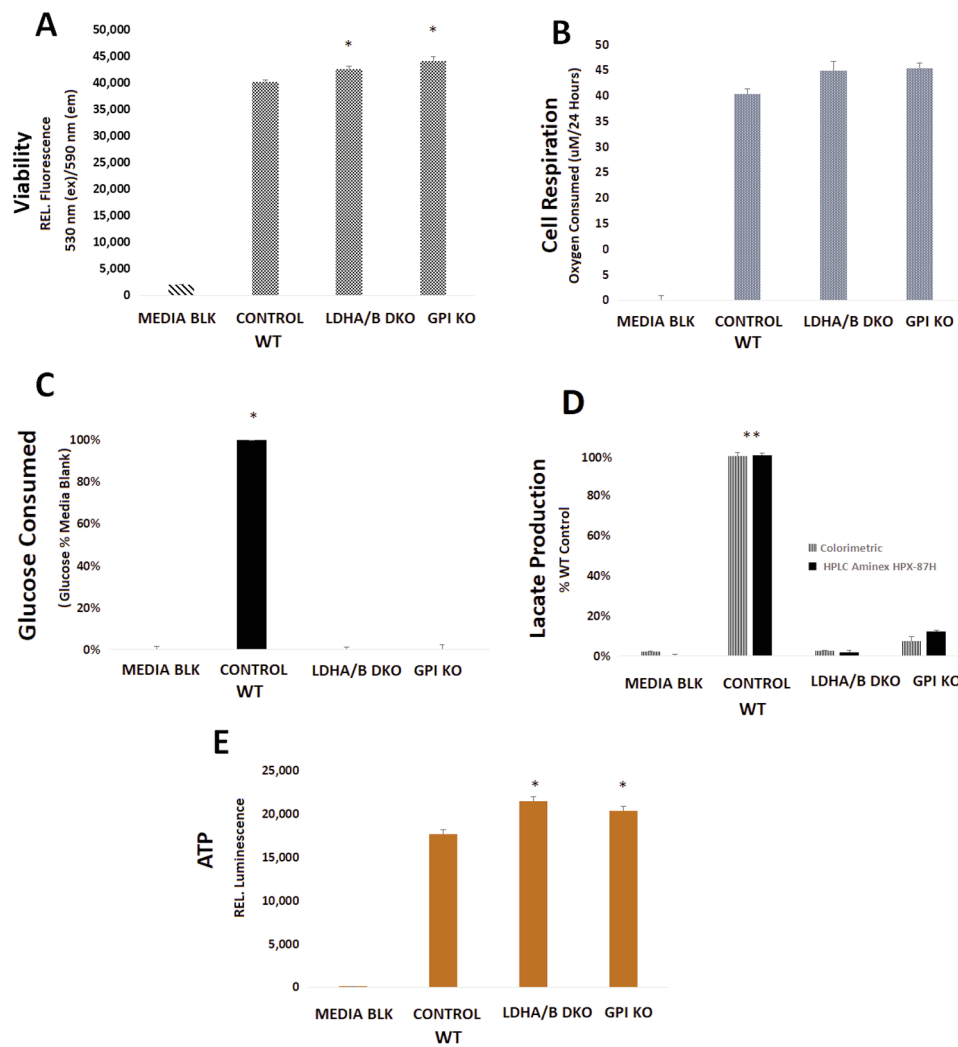 A
Viability
REL. Fluorescence
530 nm (ex)/590 nm (em)
50,000
45,000
40,000
35,000
30,000
25,000
20,000
15,000
10,000
5,000
0
*
*
MEDIA BLK CONTROL LDHA/B DKO GPI KO
WT
B
Cell Respiration
Oxygen Consumed (uM/24 Hours)
50
45
40
35
30
25
20
15
0
5
0
MEDIA BLK CONTROL LDHA/B DKO GPI KO
WT
C
Glucose Consumed
(Glucose % Media Blank)
100%
80%
60%
40%
20%
0%
*
MEDIA BLK CONTROL LDHA/B DKO GPI KO
WT
D
Lacate Production
% WT Control
100%
80%
60%
40%
20%
0%
**
Colorimetric
HPLC Aminex HPX-87H
MEDIA BLK CONTROL LDHA/B DKO GPI KO
WT
E
ATP
REL. Luminescence
25,000
20,000
15,000
10,000
5,000
0
*
*
MEDIA BLK CONTROL LDHA/B DKO GPI KO
WT